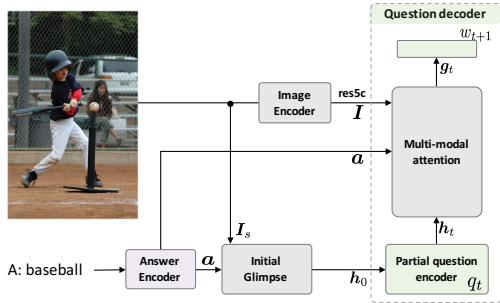 Question decoder
w_{t+1}
g_t
Image
Encoder
res5c
I
Multi-modal
attention
a
I_s
h_t
A: baseball
Answer
Encoder
a
Initial
Glimpse
h_0
Partial question
encoder
q_t